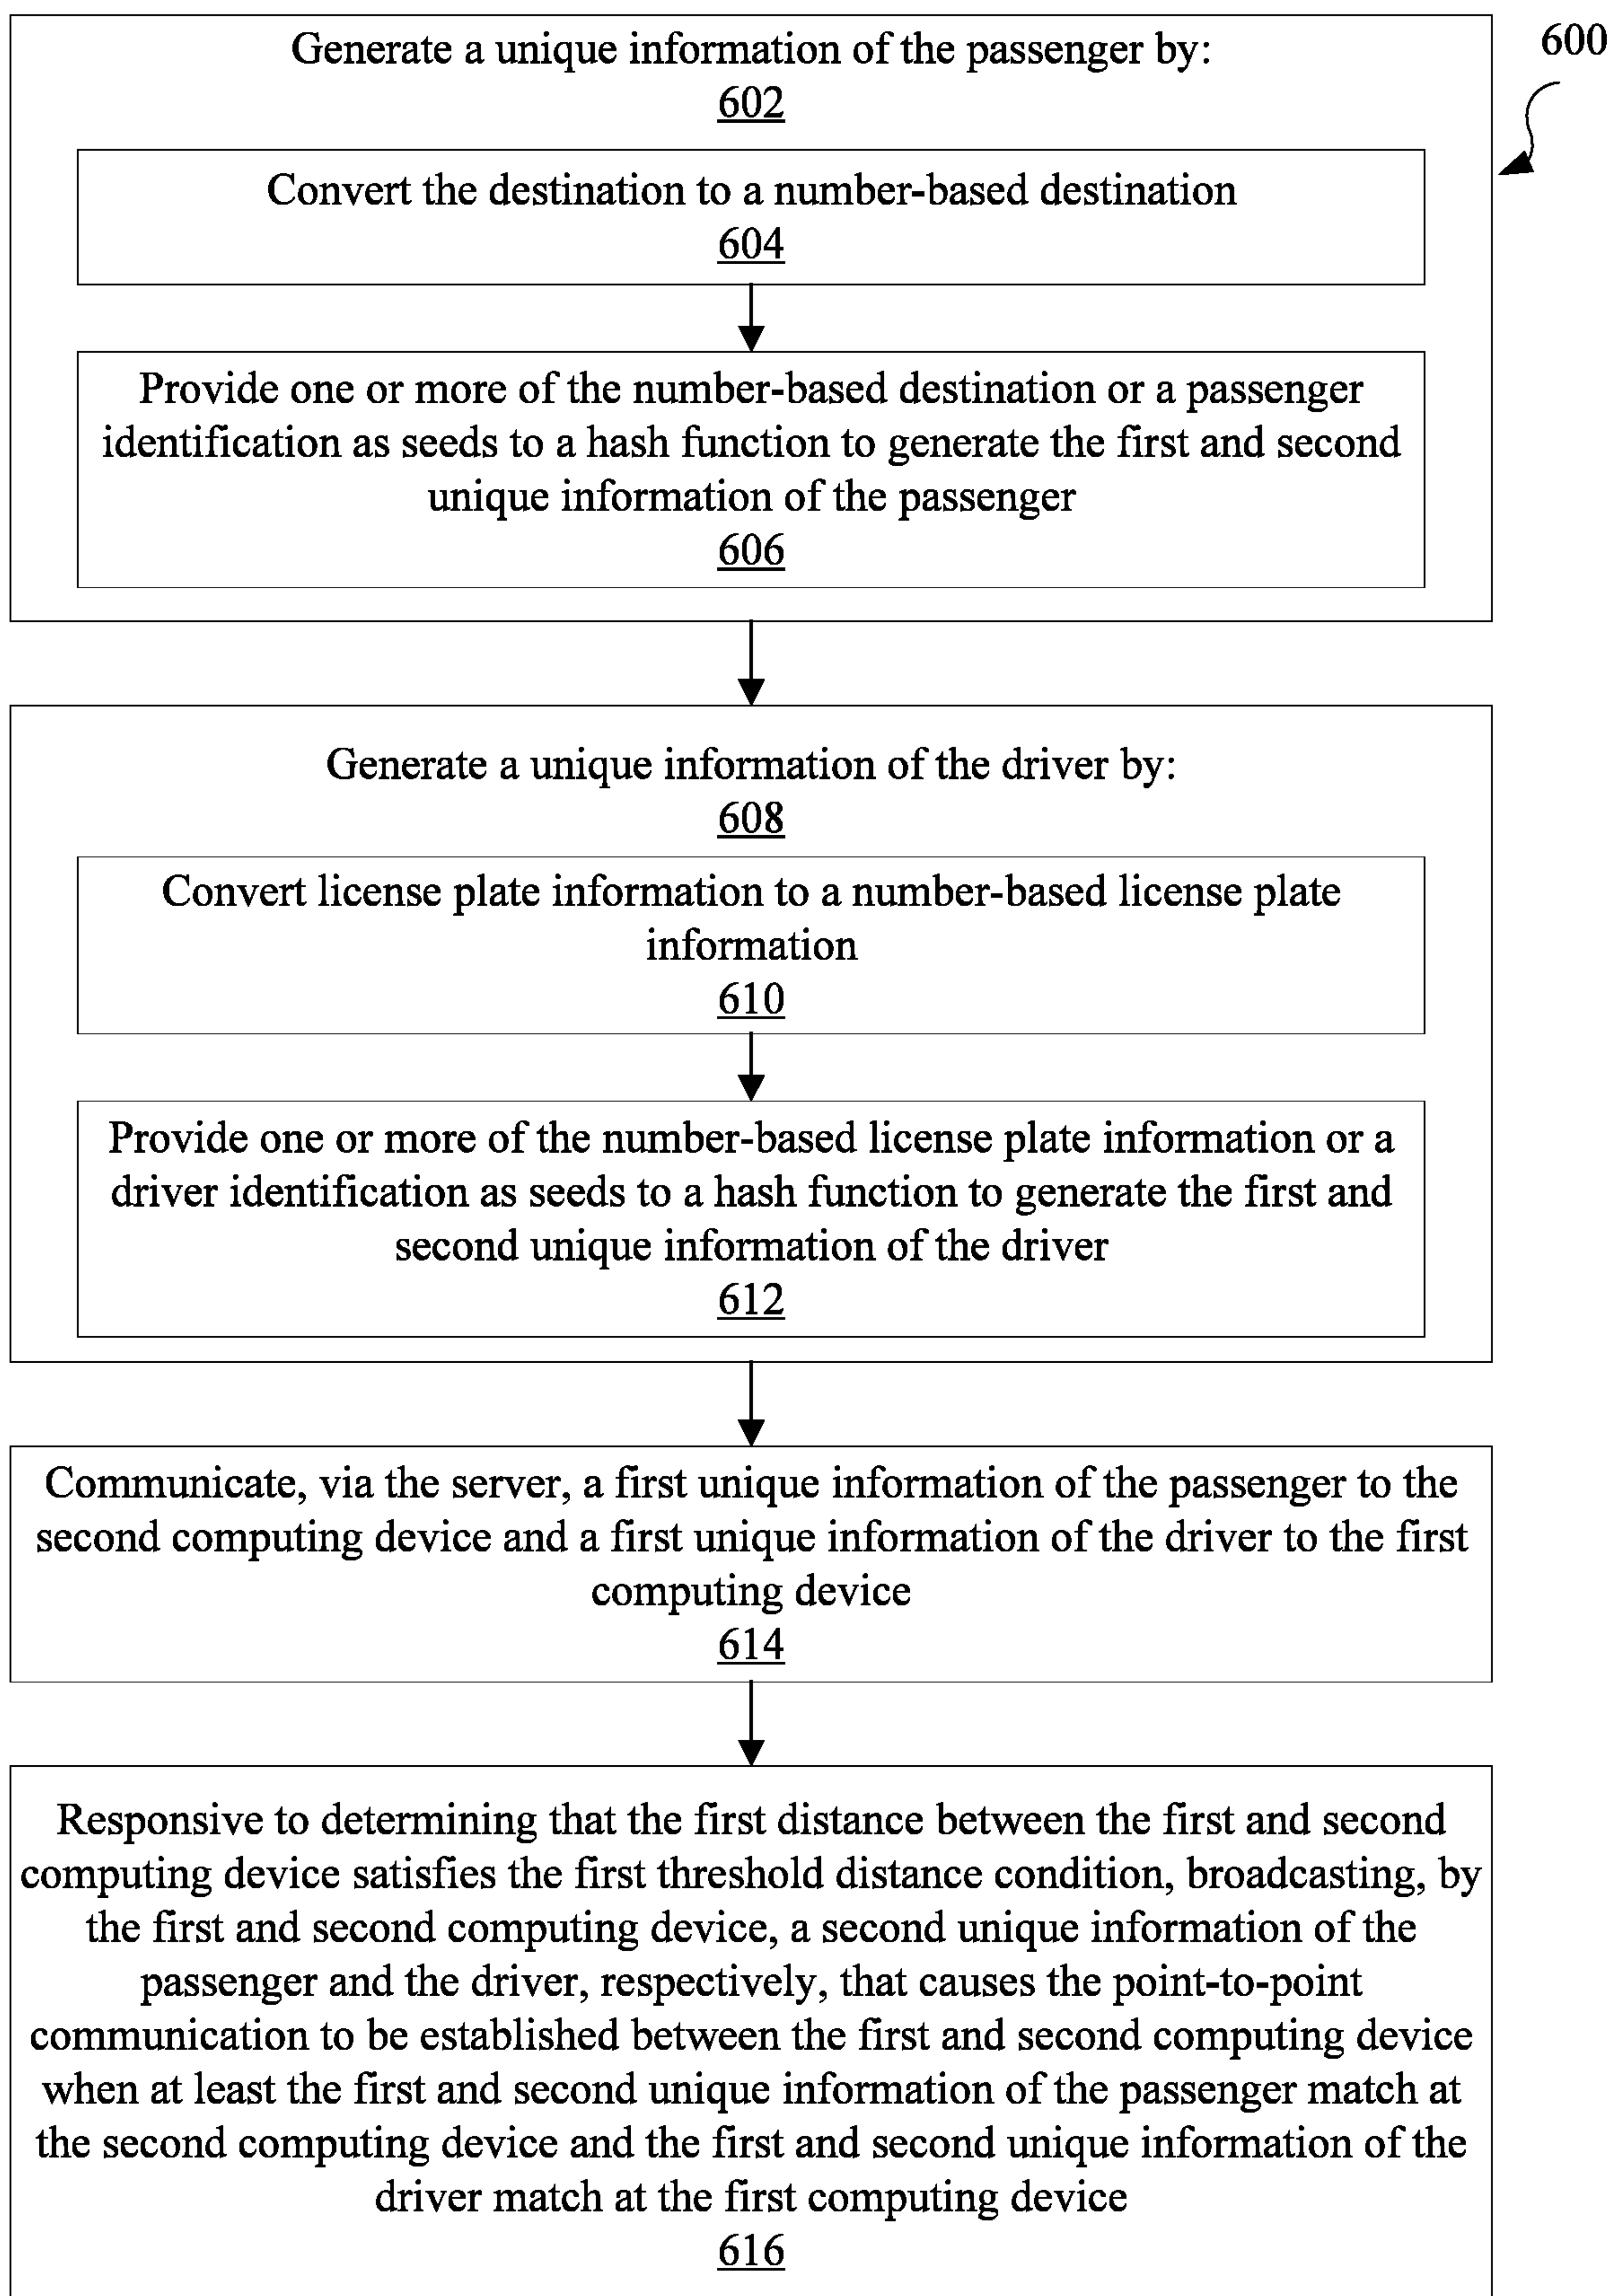 600
Generate a unique information of the passenger by:
602
Convert the destination to a number-based destination
604
Provide one or more of the number-based destination or a passenger
identification as seeds to a hash function to generate the first and second
unique information of the passenger
606
Generate a unique information of the driver by:
608
Convert license plate information to a number-based license plate
information
610
Provide one or more of the number-based license plate information or a
driver identification as seeds to a hash function to generate the first and
second unique information of the driver
612
Communicate, via the server, a first unique information of the passenger to the
second computing device and a first unique information of the driver to the first
computing device
614
Responsive to determining that the first distance between the first and second
computing device satisfies the first threshold distance condition, broadcasting, by
the first and second computing device, a second unique information of the
passenger and the driver, respectively, that causes the point-to-point
communication to be established between the first and second computing device
when at least the first and second unique information of the passenger match at
the second computing device and the first and second unique information of the
driver match at the first computing device
616